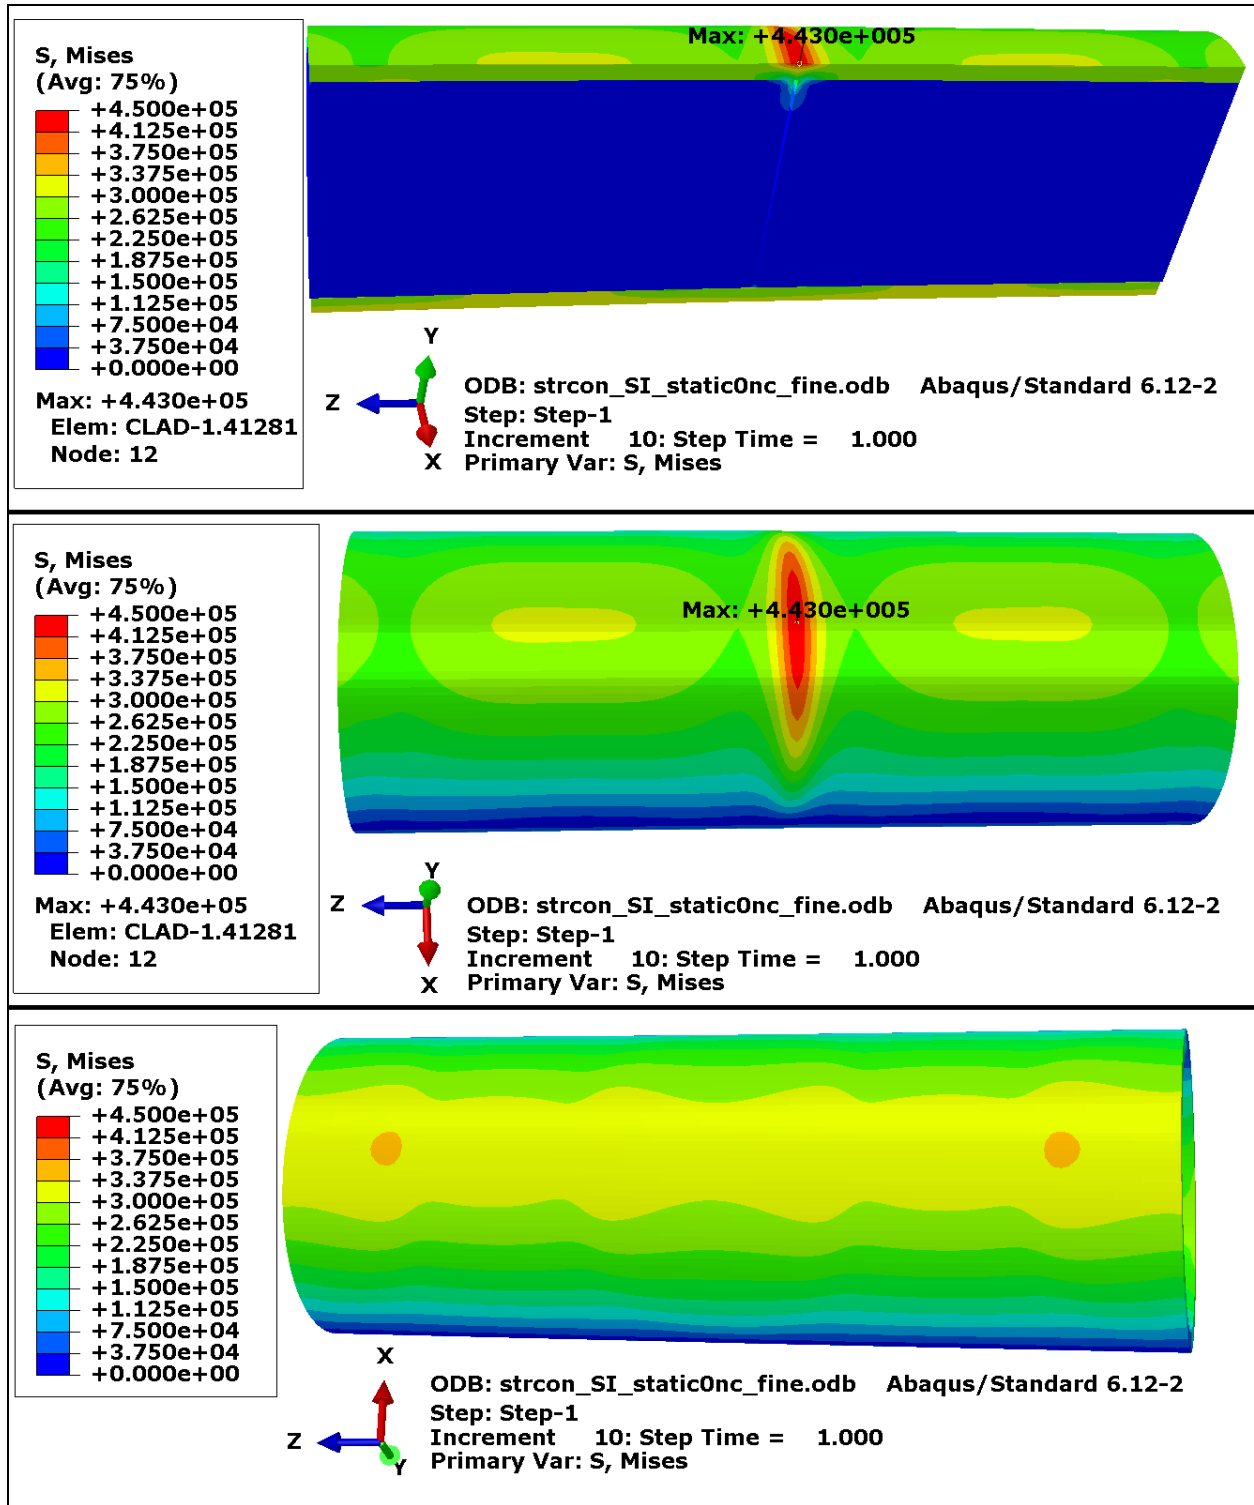 S, Mises
(Avg: 75%)
+4.500e+05
+4.125e+05
+3.750e+05
+3.375e+05
+3.000e+05
+2.625e+05
+2.250e+05
+1.875e+05
+1.500e+05
+1.125e+05
+7.500e+04
+3.750e+04
+0.000e+00
Max: +4.430e+05
Elem: CLAD-1.41281
Node: 12
Max: +4.430e+005
Y
Z
X
ODB: strcon_SI_static0nc_fine.odb Abaqus/Standard 6.12-2
Step: Step-1
Increment 10: Step Time = 1.000
Primary Var: S, Mises
S, Mises
(Avg: 75%)
+4.500e+05
+4.125e+05
+3.750e+05
+3.375e+05
+3.000e+05
+2.625e+05
+2.250e+05
+1.875e+05
+1.500e+05
+1.125e+05
+7.500e+04
+3.750e+04
+0.000e+00
Max: +4.430e+05
Elem: CLAD-1.41281
Node: 12
Max: +4.430e+005
Y
Z
X
ODB: strcon_SI_static0nc_fine.odb Abaqus/Standard 6.12-2
Step: Step-1
Increment 10: Step Time = 1.000
Primary Var: S, Mises
S, Mises
(Avg: 75%)
+4.500e+05
+4.125e+05
+3.750e+05
+3.375e+05
+3.000e+05
+2.625e+05
+2.250e+05
+1.875e+05
+1.500e+05
+1.125e+05
+7.500e+04
+3.750e+04
+0.000e+00
X
Z
Y
ODB: strcon_SI_static0nc_fine.odb Abaqus/Standard 6.12-2
Step: Step-1
Increment 10: Step Time = 1.000
Primary Var: S, Mises